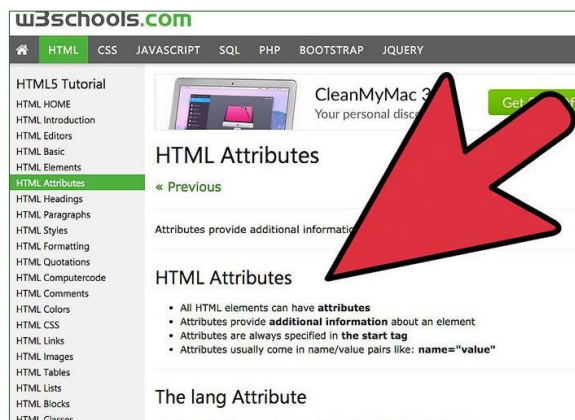 w3schools.com
HTML CSS JAVASCRIPT SQL PHP BOOTSTRAP JQUERY
HTML5 Tutorial
HTML HOME
HTML Introduction
HTML Editors
HTML Basic
HTML Elements
HTML Attributes
HTML Headings
HTML Paragraphs
HTML Styles
HTML Formatting
HTML Quotations
HTML Computercode
HTML Comments
HTML Colors
HTML CSS
HTML Links
HTML Images
HTML Tables
HTML Lists
HTML Blocks
HTML Classes
CleanMyMac 3
Your personal
Get
HTML Attributes
« Previous
Attributes provide additional
HTML Attributes
• All HTML elements can have attributes
• Attributes provide additional information about an element
• Attributes are always specified in the start tag
• Attributes usually come in name/value pairs like: name="value"
The lang Attribute